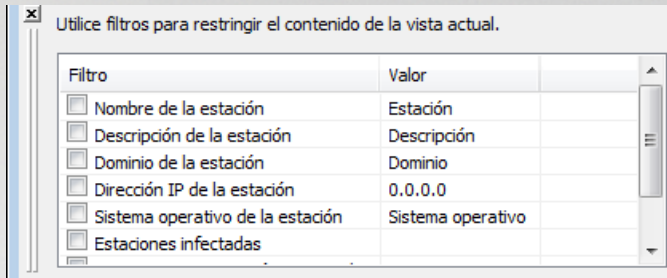 Utilice filtros para restringir el contenido de la vista actual.
Filtro Valor
Nombre de la estación Estación
Descripción de la estación Descripción
Dominio de la estación Dominio
Dirección IP de la estación 0.0.0.0
Sistema operativo de la estación Sistema operativo
Estaciones infectadas